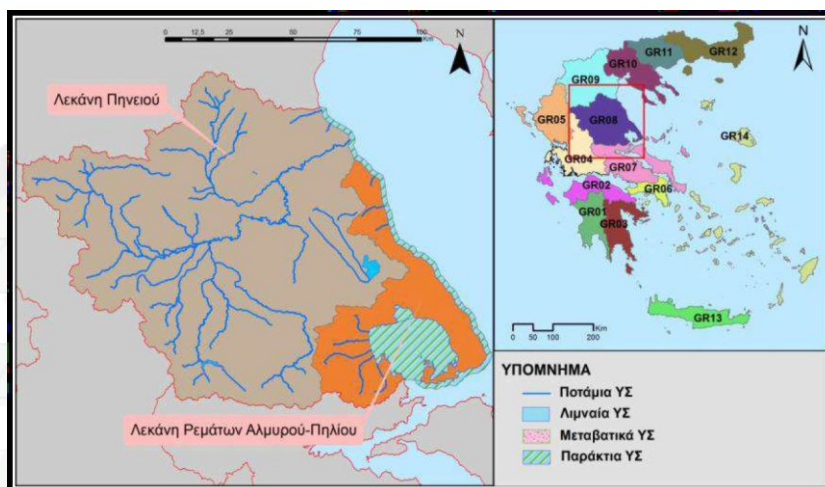 0 12,5 25 50 75 100
Km
N
Λεκάνη Πηνειού
Λεκάνη Ρεμάτων Αλμυρού-Πηλίου
N
GR12
GR11
GR10
GR09
GR05
GR08
GR14
GR04
GR07
GR06
GR02
GR01
GR03
GR13
0 50 100 200
Km
ΥΠΟΜΝΗΜΑ
Ποτάμια ΥΣ
Λιμναία ΥΣ
Μεταβατικά ΥΣ
Παράκτια ΥΣ